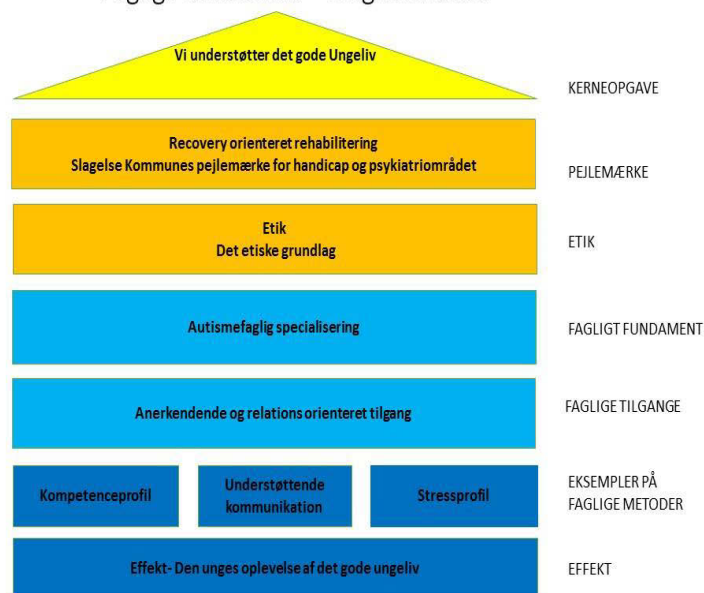 Vi understøtter det gode Ungeliv
KERNEOPGAVE
Recovery orienteret rehabilitering
Slagelse Kommunes pejlemærke for handicap og psykiatriområdet
PEJLEMÆRKE
Etik
Det etiske grundlag
ETIK
Autismefaglig specialisering
FAGLIGT FUNDAMENT
Anerkendende og relations orienteret tilgang
FAGLIGE TILGANGE
Kompetenceprofil
Understøttende
kommunikation
Stressprofil
EKSEMPLER PÅ
FAGLIGE METODER
Effekt- Den unges oplevelse af det gode ungeliv
EFFEKT